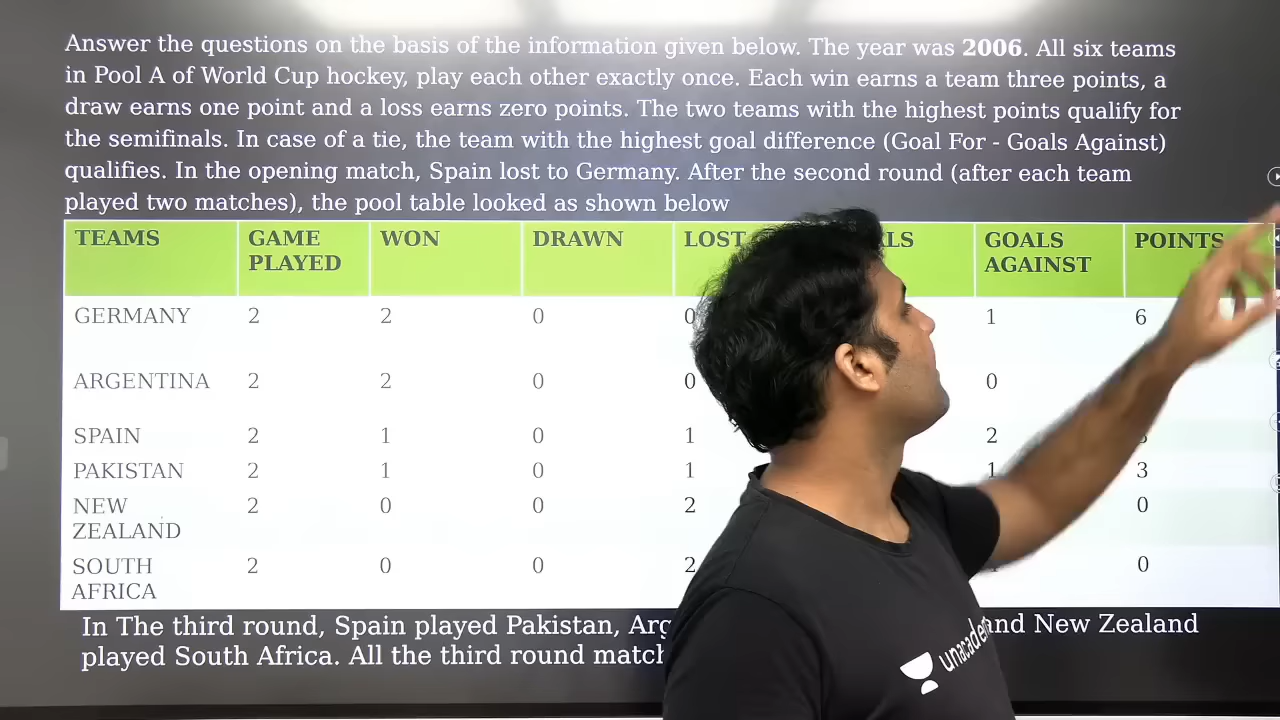 Answer the questions on the basis of the information given below. The year was 2006. All six teams
in Pool A of World Cup hockey, play each other exactly once. Each win earns a team three points, a
draw earns one point and a loss earns zero points. The two teams with the highest points qualify for
the semifinals. In case of a tie, the team with the highest goal difference (Goal For - Goals Against)
qualifies. In the opening match, Spain lost to Germany. After the second round (after each team
played two matches), the pool table looked as shown below
TEAMS GAME PLAYED WON DRAWN LOST GOALS AGAINST POINTS
GERMANY 2 2 0 0 1 6
ARGENTINA 2 2 0 0 0
SPAIN 2 1 0 1 2
PAKISTAN 2 1 0 1 1 3
NEW ZEALAND 2 0 0 2 0
SOUTH AFRICA 2 0 0 2 0
In The third round, Spain played Pakistan, and New Zealand
played South Africa. All the third round